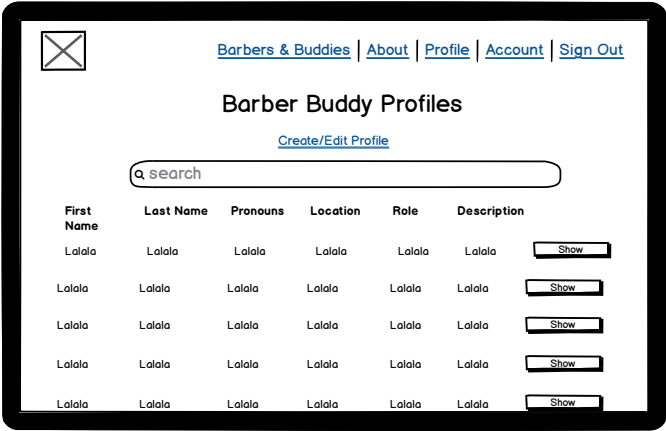 Barbers & Buddies | About | Profile | Account | Sign Out
Barber Buddy Profiles
Create/Edit Profile
search
First Name Last Name Pronouns Location Role Description
Lalala Lalala Lalala Lalala Lalala Lalala Show
Lalala Lalala Lalala Lalala Lalala Lalala Show
Lalala Lalala Lalala Lalala Lalala Lalala Show
Lalala Lalala Lalala Lalala Lalala Lalala Show
Lalala Lalala Lalala Lalala Lalala Lalala Show